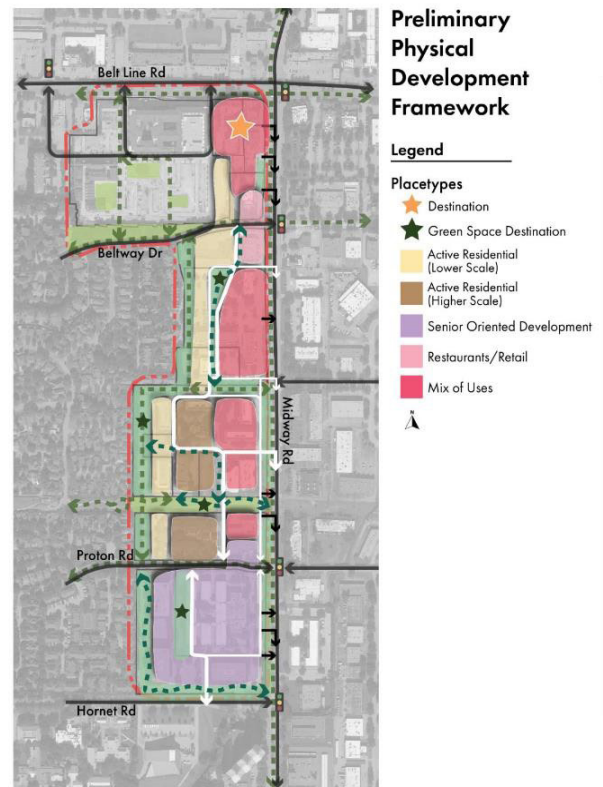 Preliminary
Physical
Development
Framework
Legend
Placetypes
Destination
Green Space Destination
Active Residential
(Lower Scale)
Active Residential
(Higher Scale)
Senior Oriented Development
Restaurants/Retail
Mix of Uses
N
Belt Line Rd
Beltway Dr
Midway Rd
Proton Rd
Hornet Rd